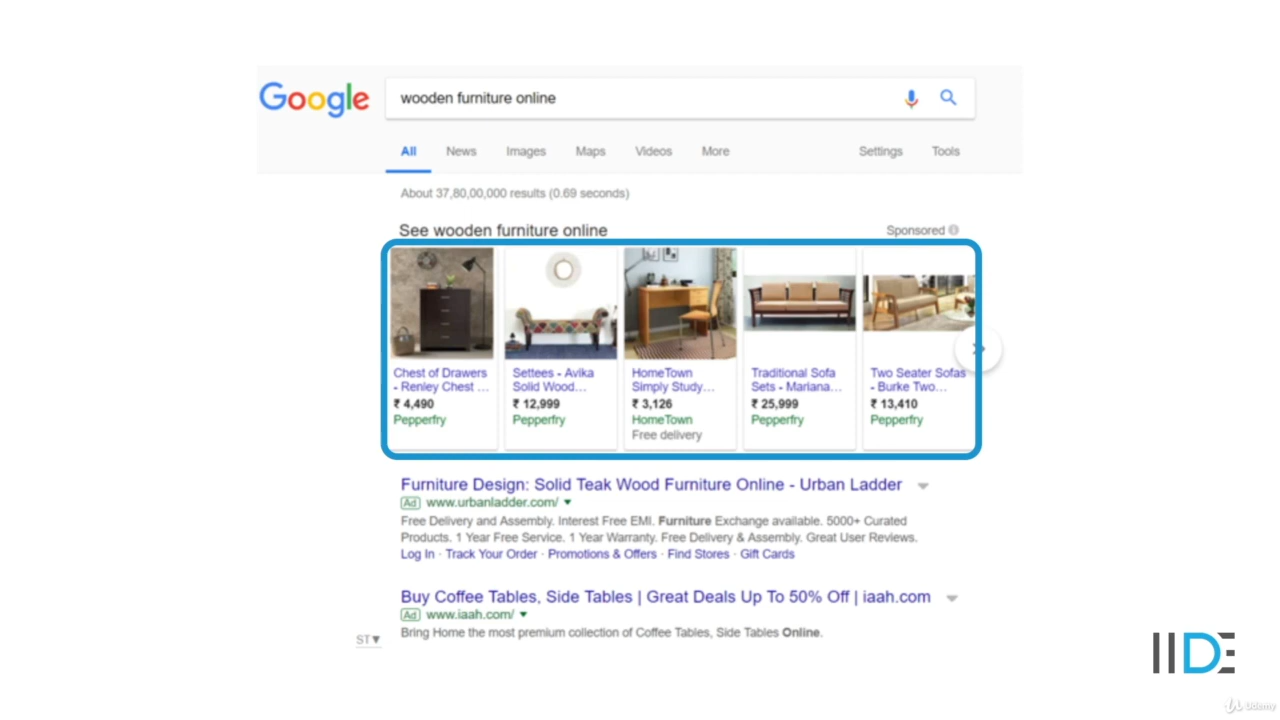 Google
wooden furniture online
All News Images Maps Videos More Settings Tools
About 37,80,00,000 results (0.69 seconds)
See wooden furniture online
Sponsored
Chest of Drawers
- Renley Chest ...
₹ 4,490
Pepperfry
Settees - Avika
Solid Wood...
₹ 12,999
Pepperfry
HomeTown
Simply Study...
₹ 3,126
HomeTown
Free delivery
Traditional Sofa
Sets - Mariana...
₹ 25,999
Pepperfry
Two Seater Sofas
- Burke Two...
₹ 13,410
Pepperfry
Furniture Design: Solid Teak Wood Furniture Online - Urban Ladder
Ad www.urbanladder.com/
Free Delivery and Assembly. Interest Free EMI. Furniture Exchange available. 5000+ Curated
Products. 1 Year Free Service. 1 Year Warranty. Free Delivery & Assembly. Great User Reviews.
Log In · Track Your Order · Promotions & Offers · Find Stores · Gift Cards
Buy Coffee Tables, Side Tables | Great Deals Up To 50% Off | iaah.com
Ad www.iaah.com/
Bring Home the most premium collection of Coffee Tables, Side Tables Online.
ST▼
IIDE
Udemy